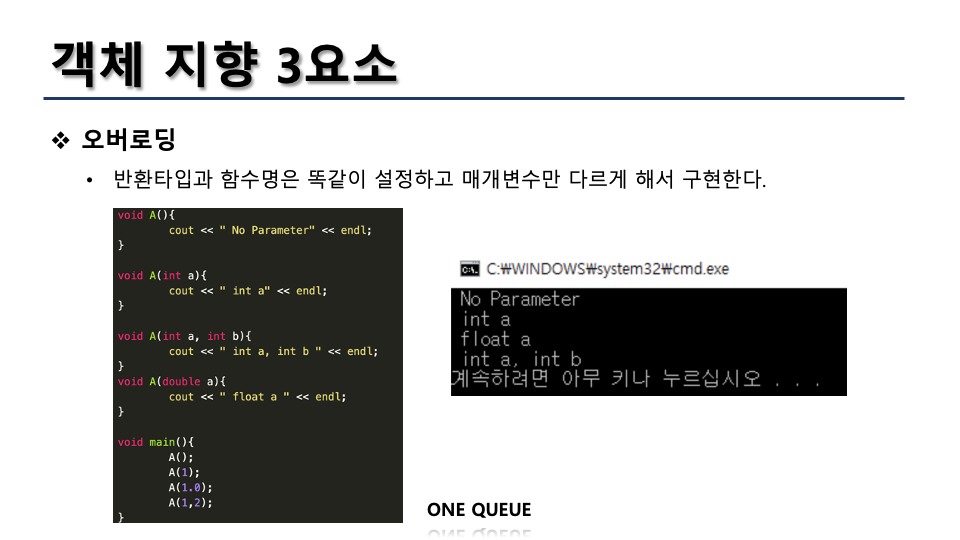 객체 지향 3요소
❖ 오버로딩
• 반환타입과 함수명은 똑같이 설정하고 매개변수만 다르게 해서 구현한다.
void A(){
cout << " No Parameter" << endl;
}
void A(int a){
cout << " int a" << endl;
}
void A(int a, int b){
cout << " int a, int b " << endl;
}
void A(double a){
cout << " float a " << endl;
}
void main(){
A();
A(1);
A(1.0);
A(1,2);
}
C:₩WINDOWS₩system32₩cmd.exe
No Parameter
int a
float a
int a, int b
계속하려면 아무 키나 누르십시오 . . .
ONE QUEUE